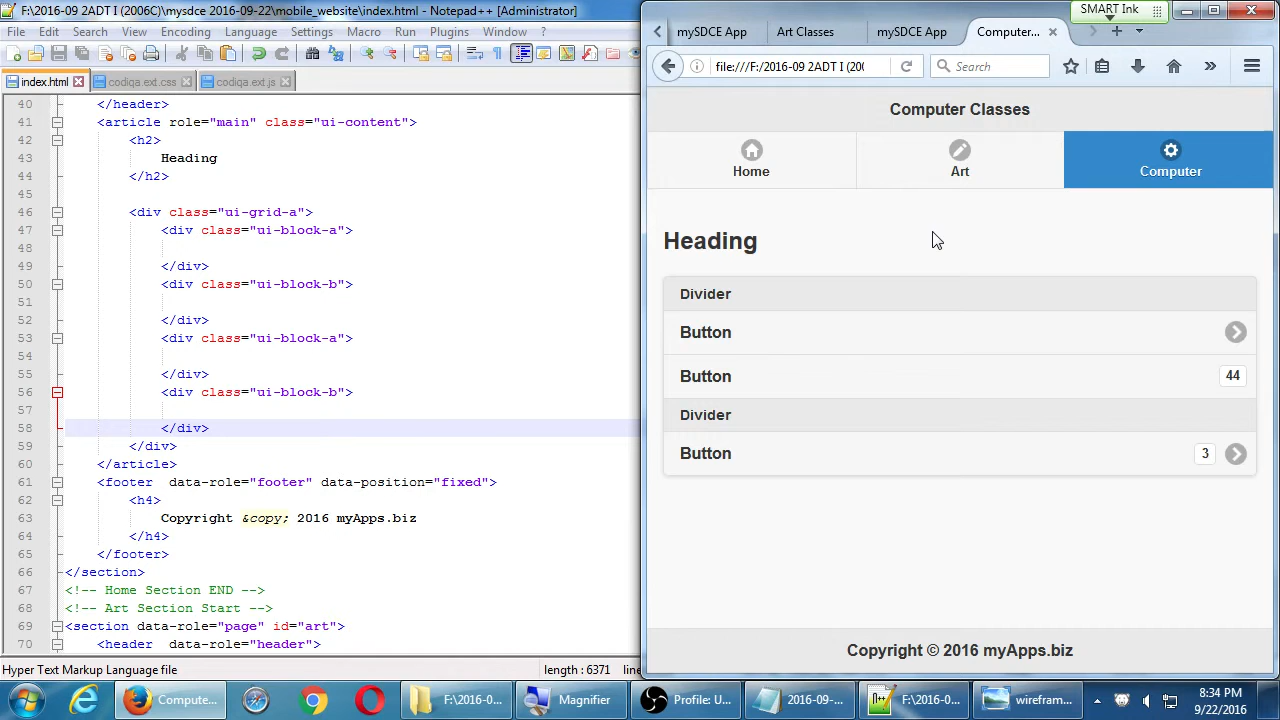 F:\2016-09 2ADT I (2006C)\mysdce 2016-09-22\mobile_website\index.html - Notepad++ [Administrator]
File Edit Search View Encoding Language Settings Macro Run Plugins Window ?
index.html codiqa.ext.css codiqa.ext.js
40 </header>
41 <article role="main" class="ui-content">
42 <h2>
43 Heading
44 </h2>
45
46 <div class="ui-grid-a">
47 <div class="ui-block-a">
48
49 </div>
50 <div class="ui-block-b">
51
52 </div>
53 <div class="ui-block-a">
54
55 </div>
56 <div class="ui-block-b">
57
58 </div>
59 </div>
60 </article>
61 <footer data-role="footer" data-position="fixed">
62 <h4>
63 Copyright &copy; 2016 myApps.biz
64 </h4>
65 </footer>
66 </section>
67 <!-- Home Section END -->
68 <!-- Art Section Start -->
69 <section data-role="page" id="art">
70 <header data-role="header">
Hyper Text Markup Language file length : 6371 line
SMART Ink
mySDCE App Art Classes mySDCE App Computer...
file:///F:/2016-09 2ADT I (200 Search
Computer Classes
Home Art Computer
Heading
Divider
Button
Button 44
Divider
Button 3
Copyright © 2016 myApps.biz
Compute... F:\2016-0... Magnifier Profile: U... 2016-09-... F:\2016-0... wirefram... 8:34 PM
9/22/2016